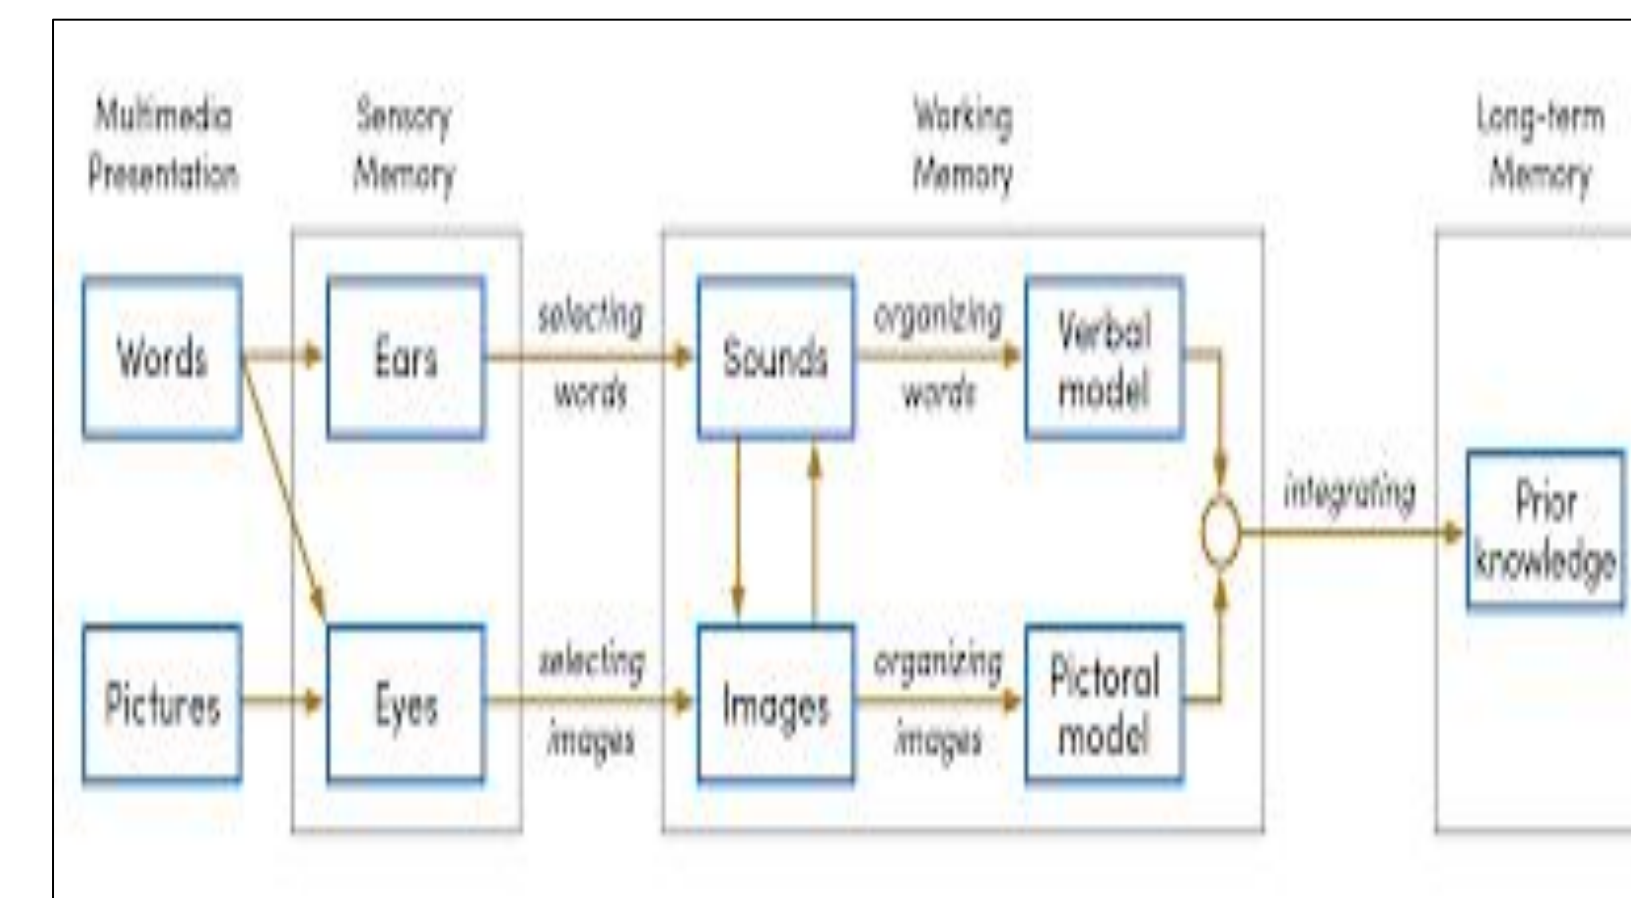 Multimedia
Presentation
Sensory
Memory
Working
Memory
Long-term
Memory
Words
Ears
selecting
words
Sounds
organizing
words
Verbal
model
integrating
Prior
knowledge
Pictures
Eyes
selecting
images
Images
organizing
images
Pictoral
model